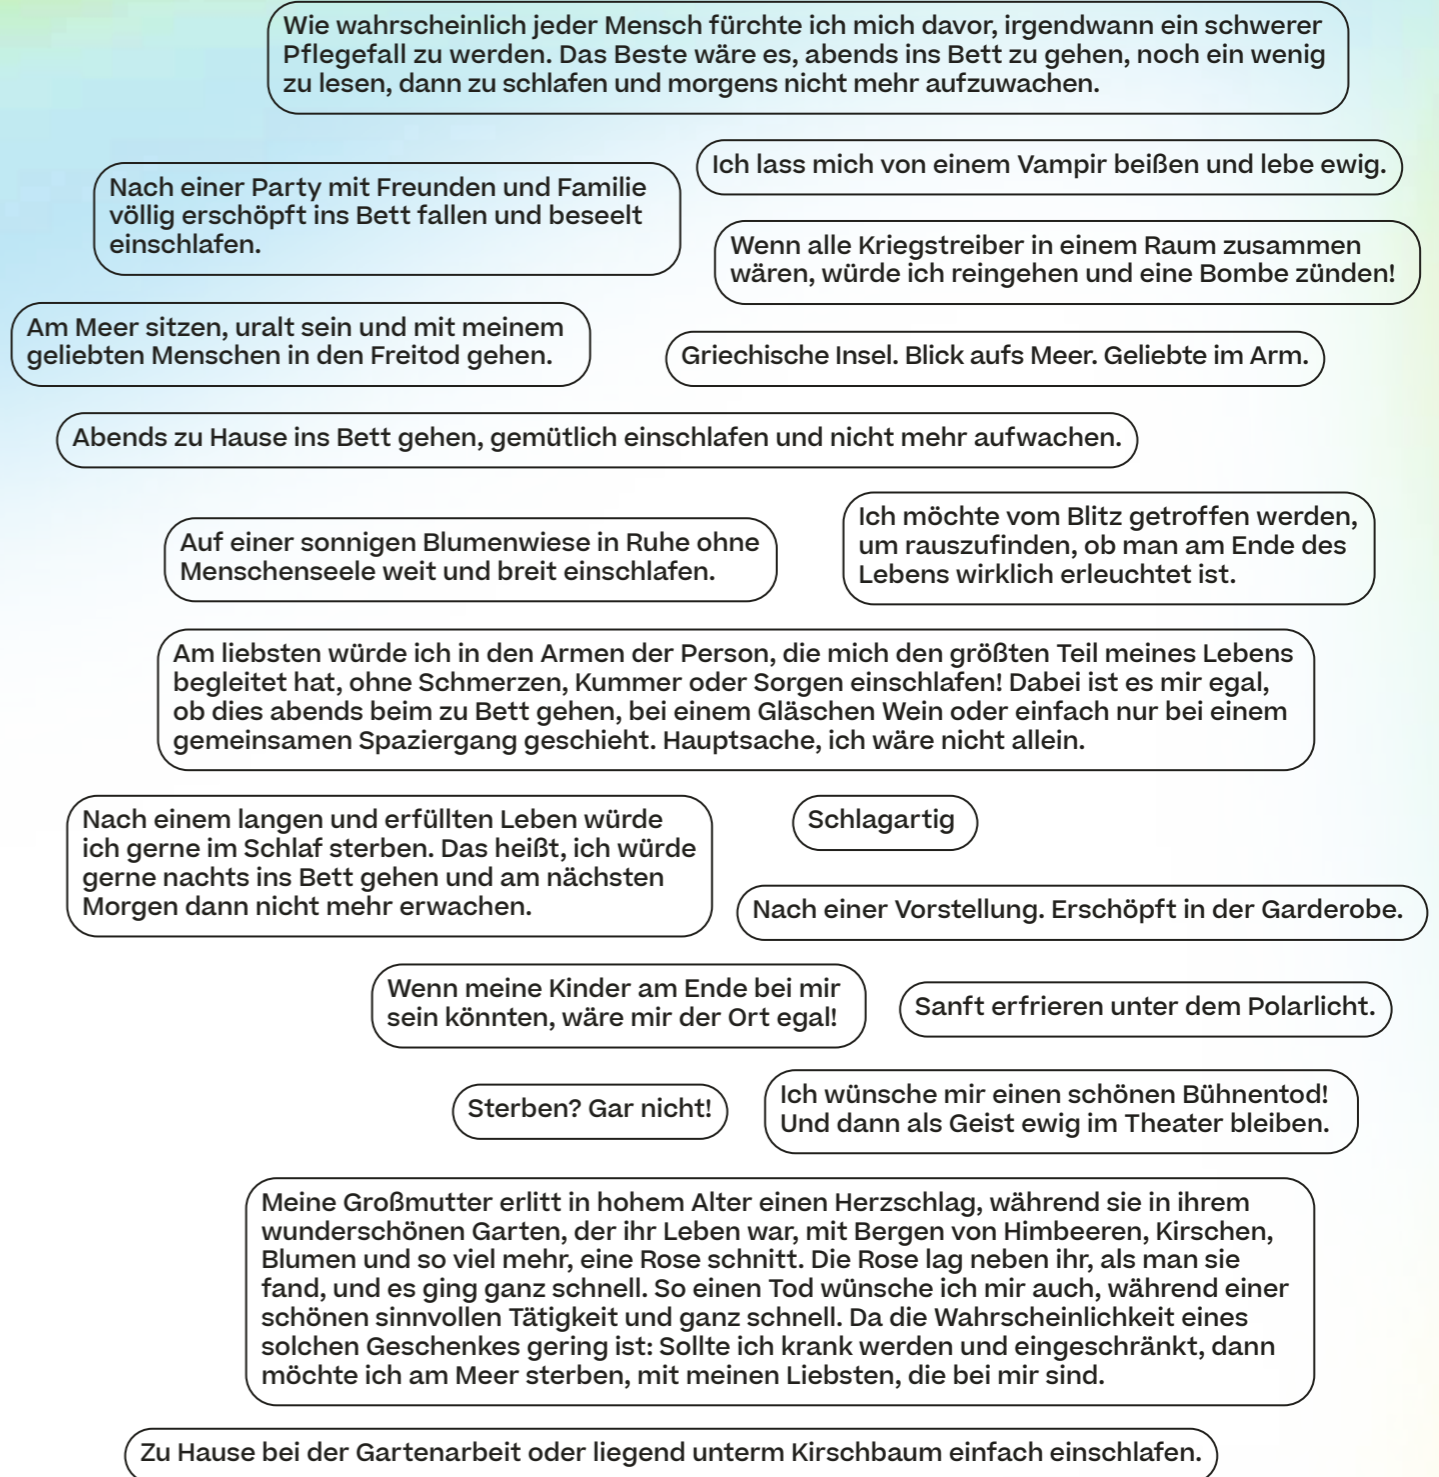 Wie wahrscheinlich jeder Mensch fürchte ich mich davor, irgendwann ein schwerer
Pflegefall zu werden. Das Beste wäre es, abends ins Bett zu gehen, noch ein wenig
zu lesen, dann zu schlafen und morgens nicht mehr aufzuwachen.
Ich lass mich von einem Vampir beißen und lebe ewig.
Nach einer Party mit Freunden und Familie
völlig erschöpft ins Bett fallen und beseelt
einschlafen.
Wenn alle Kriegstreiber in einem Raum zusammen
wären, würde ich reingehen und eine Bombe zünden!
Am Meer sitzen, uralt sein und mit meinem
geliebten Menschen in den Freitod gehen.
Griechische Insel. Blick aufs Meer. Geliebte im Arm.
Abends zu Hause ins Bett gehen, gemütlich einschlafen und nicht mehr aufwachen.
Ich möchte vom Blitz getroffen werden,
um rauszufinden, ob man am Ende des
Lebens wirklich erleuchtet ist.
Auf einer sonnigen Blumenwiese in Ruhe ohne
Menschenseele weit und breit einschlafen.
Am liebsten würde ich in den Armen der Person, die mich den größten Teil meines Lebens
begleitet hat, ohne Schmerzen, Kummer oder Sorgen einschlafen! Dabei ist es mir egal,
ob dies abends beim zu Bett gehen, bei einem Gläschen Wein oder einfach nur bei einem
gemeinsamen Spaziergang geschieht. Hauptsache, ich wäre nicht allein.
Nach einem langen und erfüllten Leben würde
ich gerne im Schlaf sterben. Das heißt, ich würde
gerne nachts ins Bett gehen und am nächsten
Morgen dann nicht mehr erwachen.
Schlagartig
Nach einer Vorstellung. Erschöpft in der Garderobe.
Wenn meine Kinder am Ende bei mir
sein könnten, wäre mir der Ort egal!
Sanft erfrieren unter dem Polarlicht.
Sterben? Gar nicht!
Ich wünsche mir einen schönen Bühnentod!
Und dann als Geist ewig im Theater bleiben.
Meine Großmutter erlitt in hohem Alter einen Herzschlag, während sie in ihrem
wunderschönen Garten, der ihr Leben war, mit Bergen von Himbeeren, Kirschen,
Blumen und so viel mehr, eine Rose schnitt. Die Rose lag neben ihr, als man sie
fand, und es ging ganz schnell. So einen Tod wünsche ich mir auch, während einer
schönen sinnvollen Tätigkeit und ganz schnell. Da die Wahrscheinlichkeit eines
solchen Geschenkes gering ist: Sollte ich krank werden und eingeschränkt, dann
möchte ich am Meer sterben, mit meinen Liebsten, die bei mir sind.
Zu Hause bei der Gartenarbeit oder liegend unterm Kirschbaum einfach einschlafen.